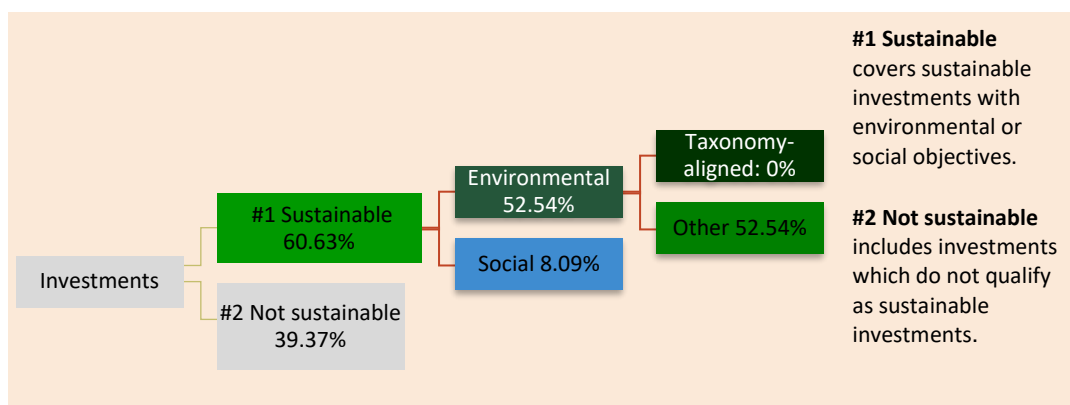 Investments
#1 Sustainable
60.63%
#2 Not sustainable
39.37%
Environmental
52.54%
Social 8.09%
Taxonomy-
aligned: 0%
Other 52.54%
#1 Sustainable
covers sustainable
investments with
environmental or
social objectives.
#2 Not sustainable
includes investments
which do not qualify
as sustainable
investments.